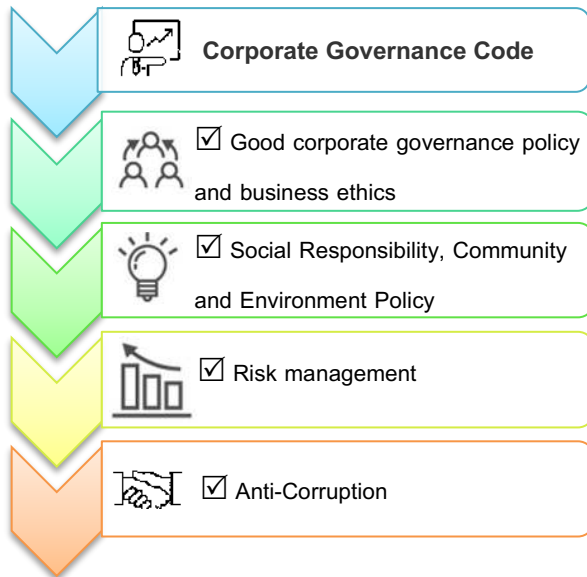 Corporate Governance Code
☑ Good corporate governance policy
and business ethics
☑ Social Responsibility, Community
and Environment Policy
☑ Risk management
☑ Anti-Corruption